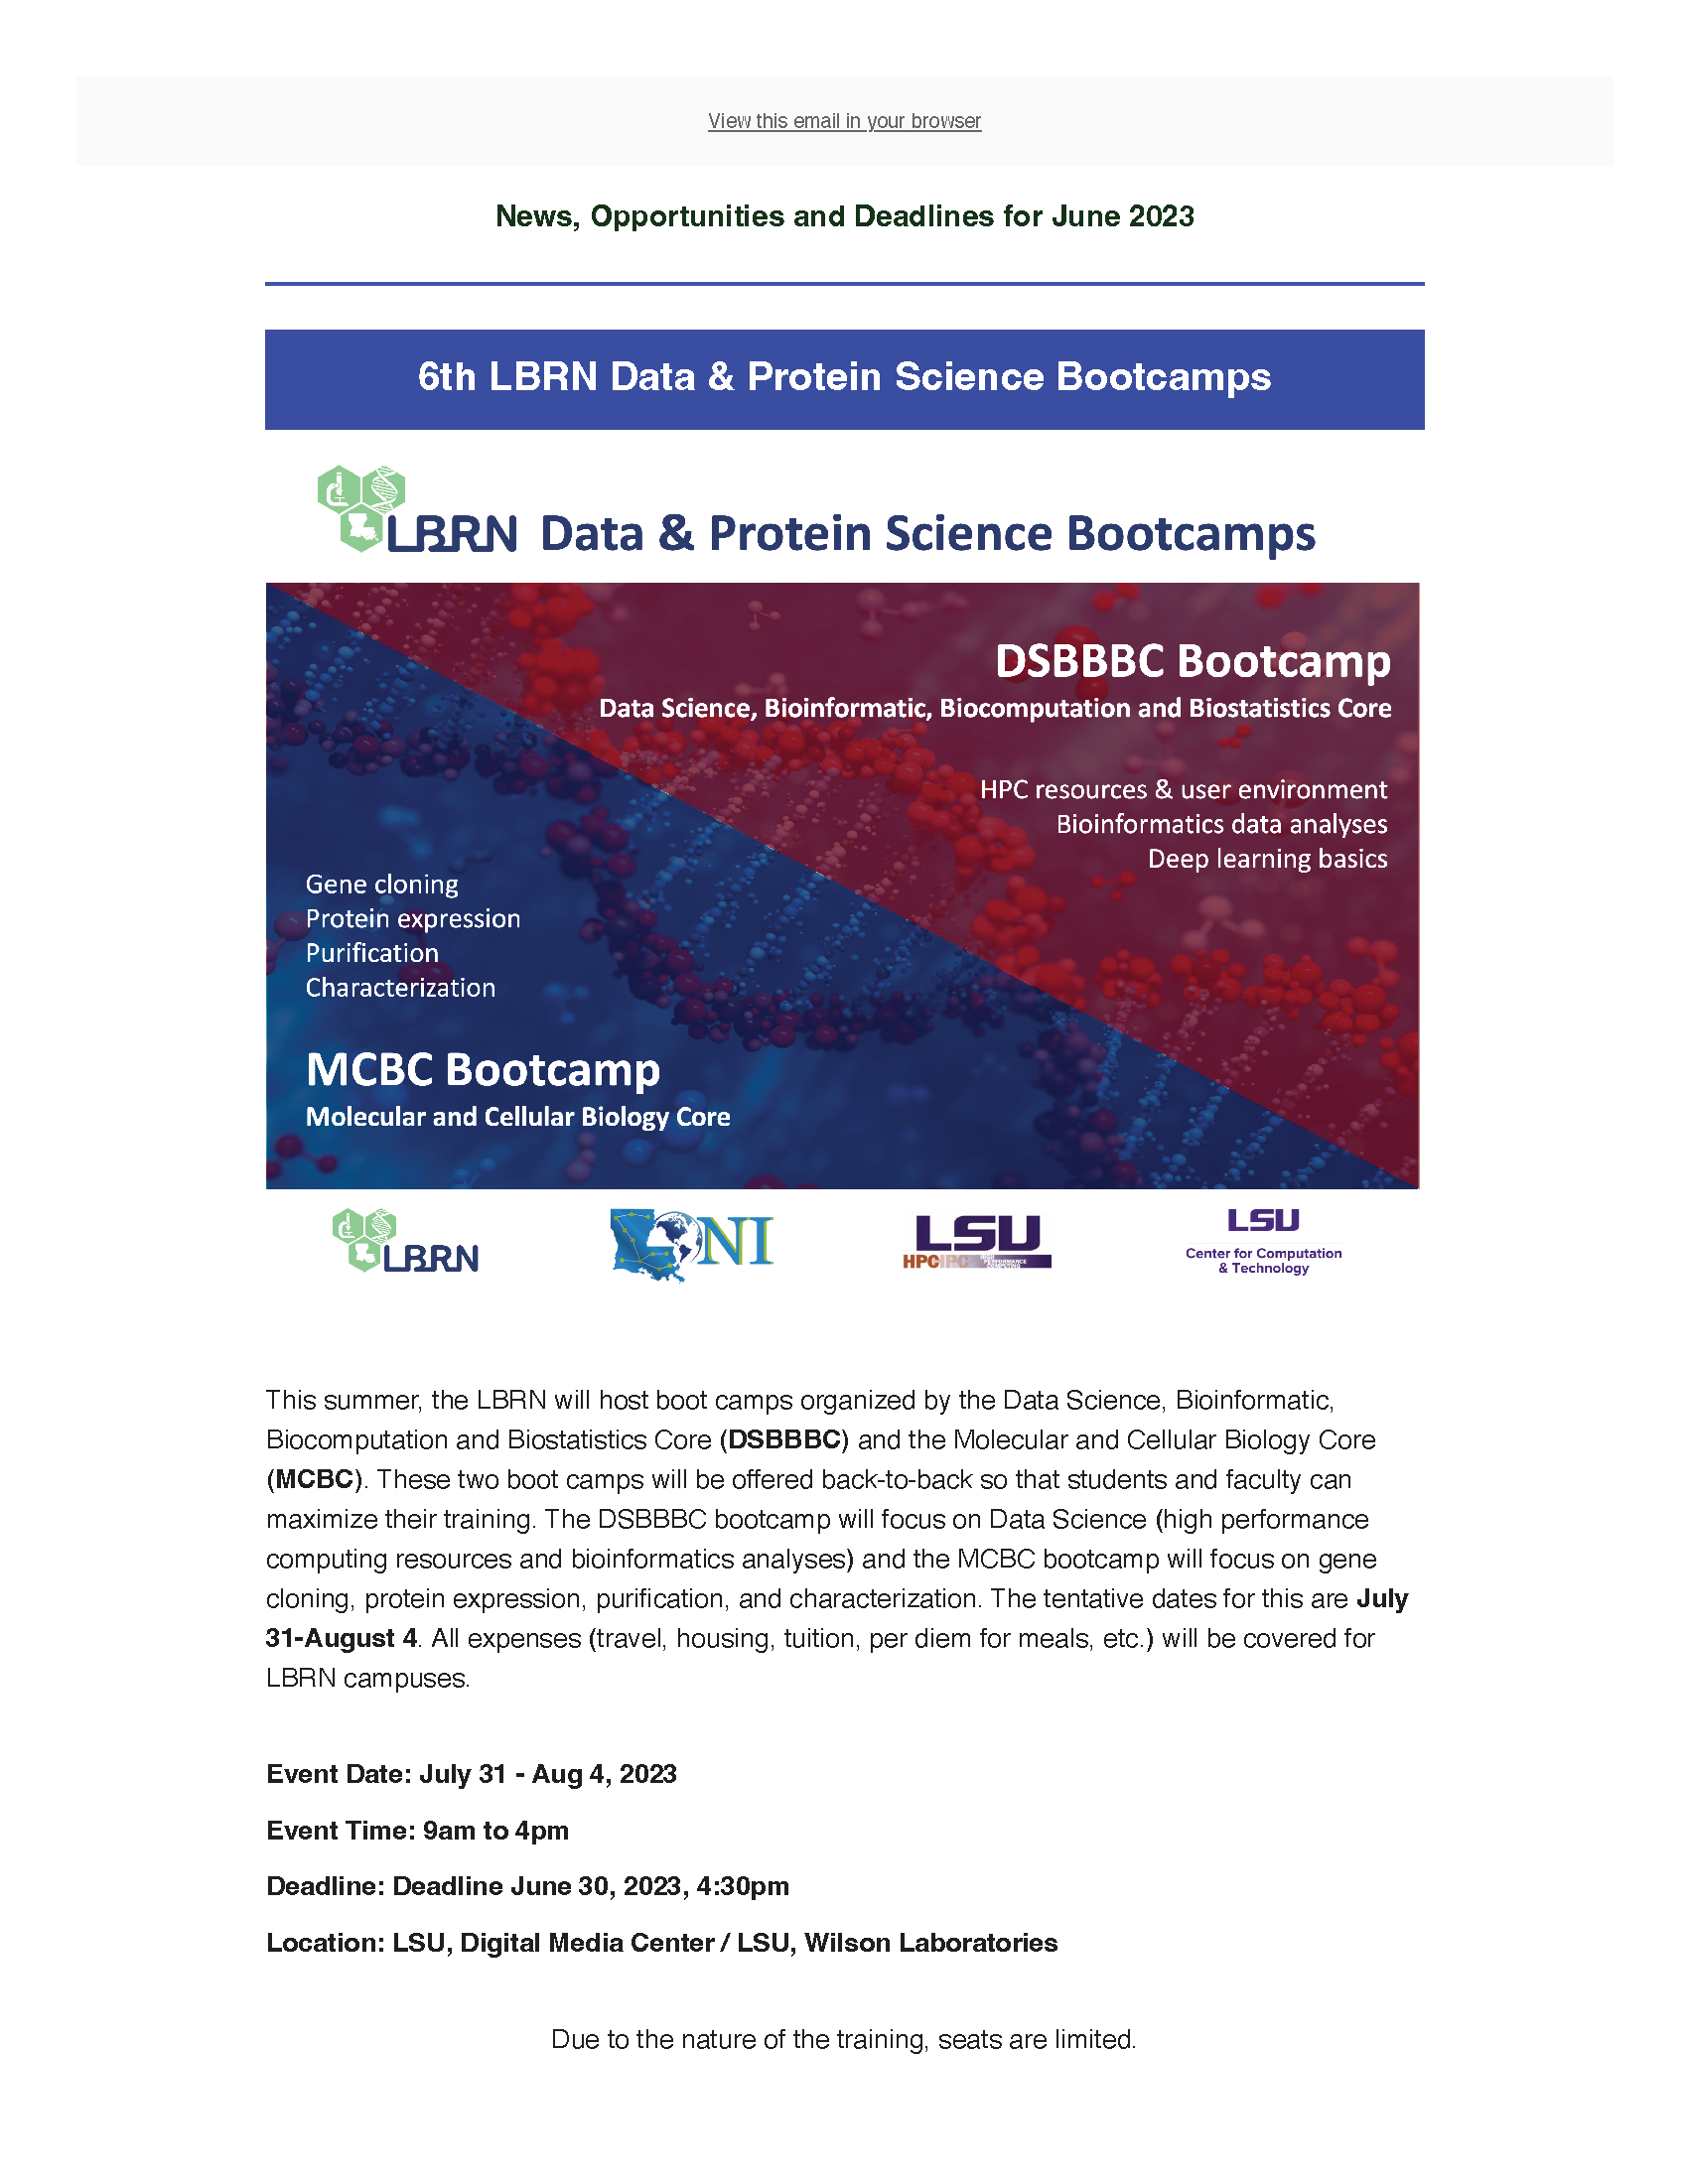 View this email in your browser
News, Opportunities and Deadlines for June 2023
6th LBRN Data & Protein Science Bootcamps
LBRN Data & Protein Science Bootcamps
DSBBBC Bootcamp
Data Science, Bioinformatic, Biocomputation and Biostatistics Core
HPC resources & user environment
Bioinformatics data analyses
Deep learning basics
Gene cloning
Protein expression
Purification
Characterization
MCBC Bootcamp
Molecular and Cellular Biology Core
LBRN
LONI
LSU
HPC
HIGH
PERFORMANCE
COMPUTING
LSU
Center for Computation
& Technology
This summer, the LBRN will host boot camps organized by the Data Science, Bioinformatic,
Biocomputation and Biostatistics Core (DSBBBC) and the Molecular and Cellular Biology Core
(MCBC). These two boot camps will be offered back-to-back so that students and faculty can
maximize their training. The DSBBBC bootcamp will focus on Data Science (high performance
computing resources and bioinformatics analyses) and the MCBC bootcamp will focus on gene
cloning, protein expression, purification, and characterization. The tentative dates for this are July
31-August 4. All expenses (travel, housing, tuition, per diem for meals, etc.) will be covered for
LBRN campuses.
Event Date: July 31 - Aug 4, 2023
Event Time: 9am to 4pm
Deadline: Deadline June 30, 2023, 4:30pm
Location: LSU, Digital Media Center / LSU, Wilson Laboratories
Due to the nature of the training, seats are limited.